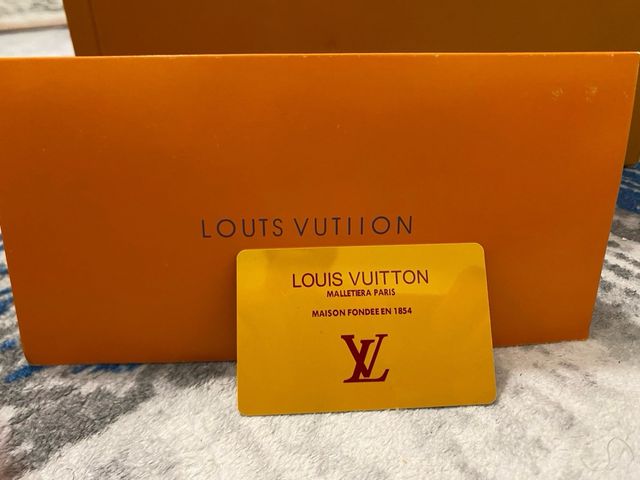 LOUTS VUTIION
LOUIS VUITTON
MALLETIERA PARIS
MAISON FONDEE EN 1854
LV